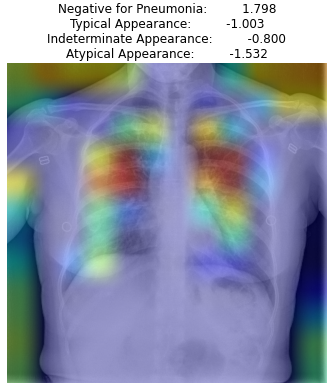 Negative for Pneumonia: 1.798
Typical Appearance: -1.003
Indeterminate Appearance: -0.800
Atypical Appearance: -1.532